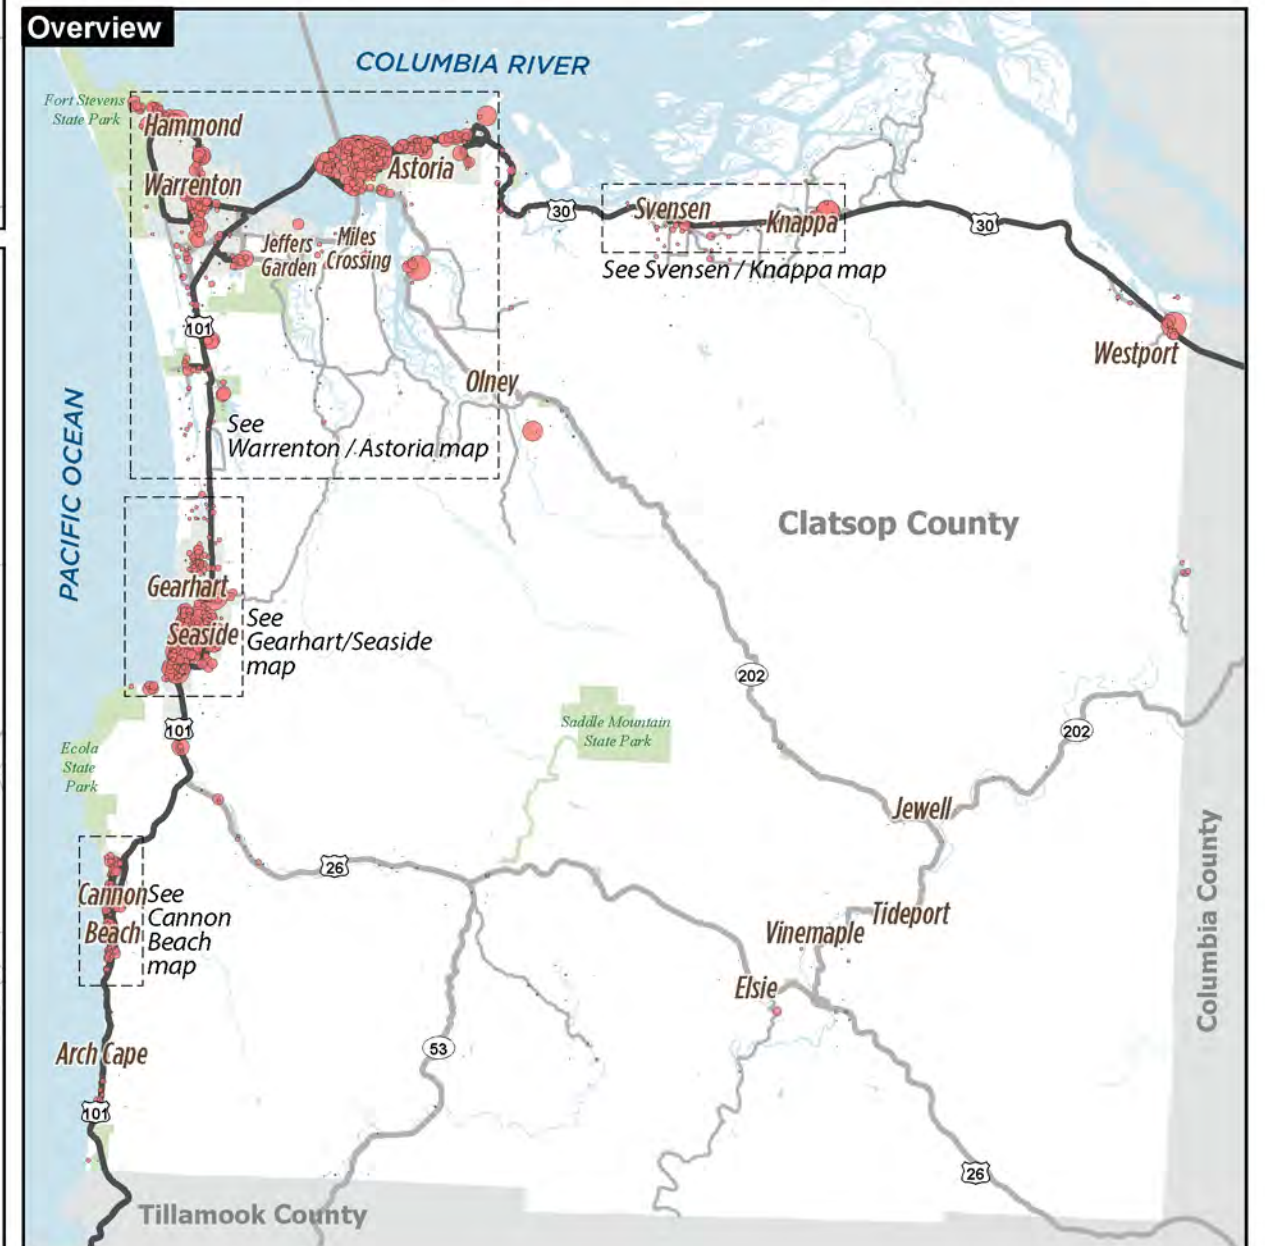 Overview
COLUMBIA RIVER
Fort Stevens
State Park
Hammond
Warrenton
Astoria
Jeffers
Garden
Miles
Crossing
30
Svensen
Knappa
30
See Svensen / Knappa map
101
Westport
Olney
See
Warrenton / Astoria map
PACIFIC OCEAN
Clatsop County
Gearhart
Seaside
See
Gearhart/Seaside
map
202
101
Saddle Mountain
State Park
202
Ecola
State
Park
Jewell
26
Cannon
Beach
See
Cannon
Beach
map
Tideport
Vinemaple
Elsie
Columbia County
Arch Cape
53
101
26
Tillamook County